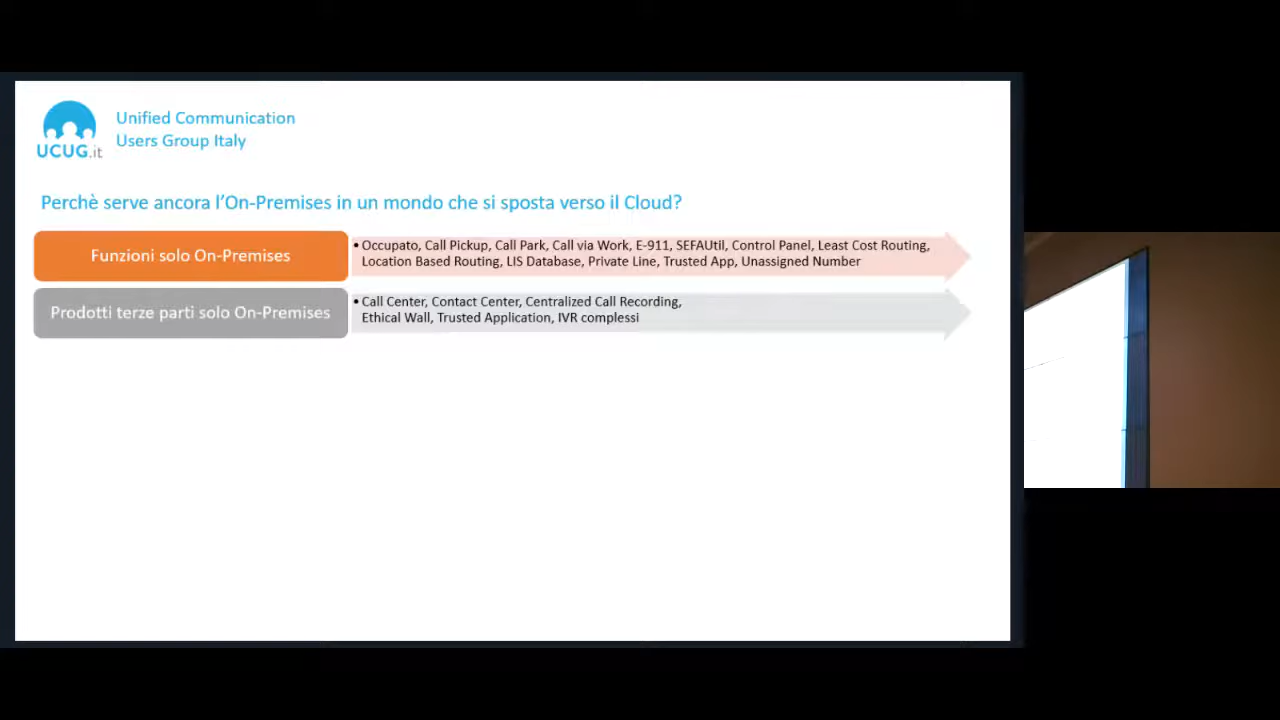 Unified Communication
Users Group Italy
UCUG.it
Perchè serve ancora l'On-Premises in un mondo che si sposta verso il Cloud?
Funzioni solo On-Premises
• Occupato, Call Pickup, Call Park, Call via Work, E-911, SEFAUtil, Control Panel, Least Cost Routing,
Location Based Routing, LIS Database, Private Line, Trusted App, Unassigned Number
Prodotti terze parti solo On-Premises
• Call Center, Contact Center, Centralized Call Recording,
Ethical Wall, Trusted Application, IVR complessi